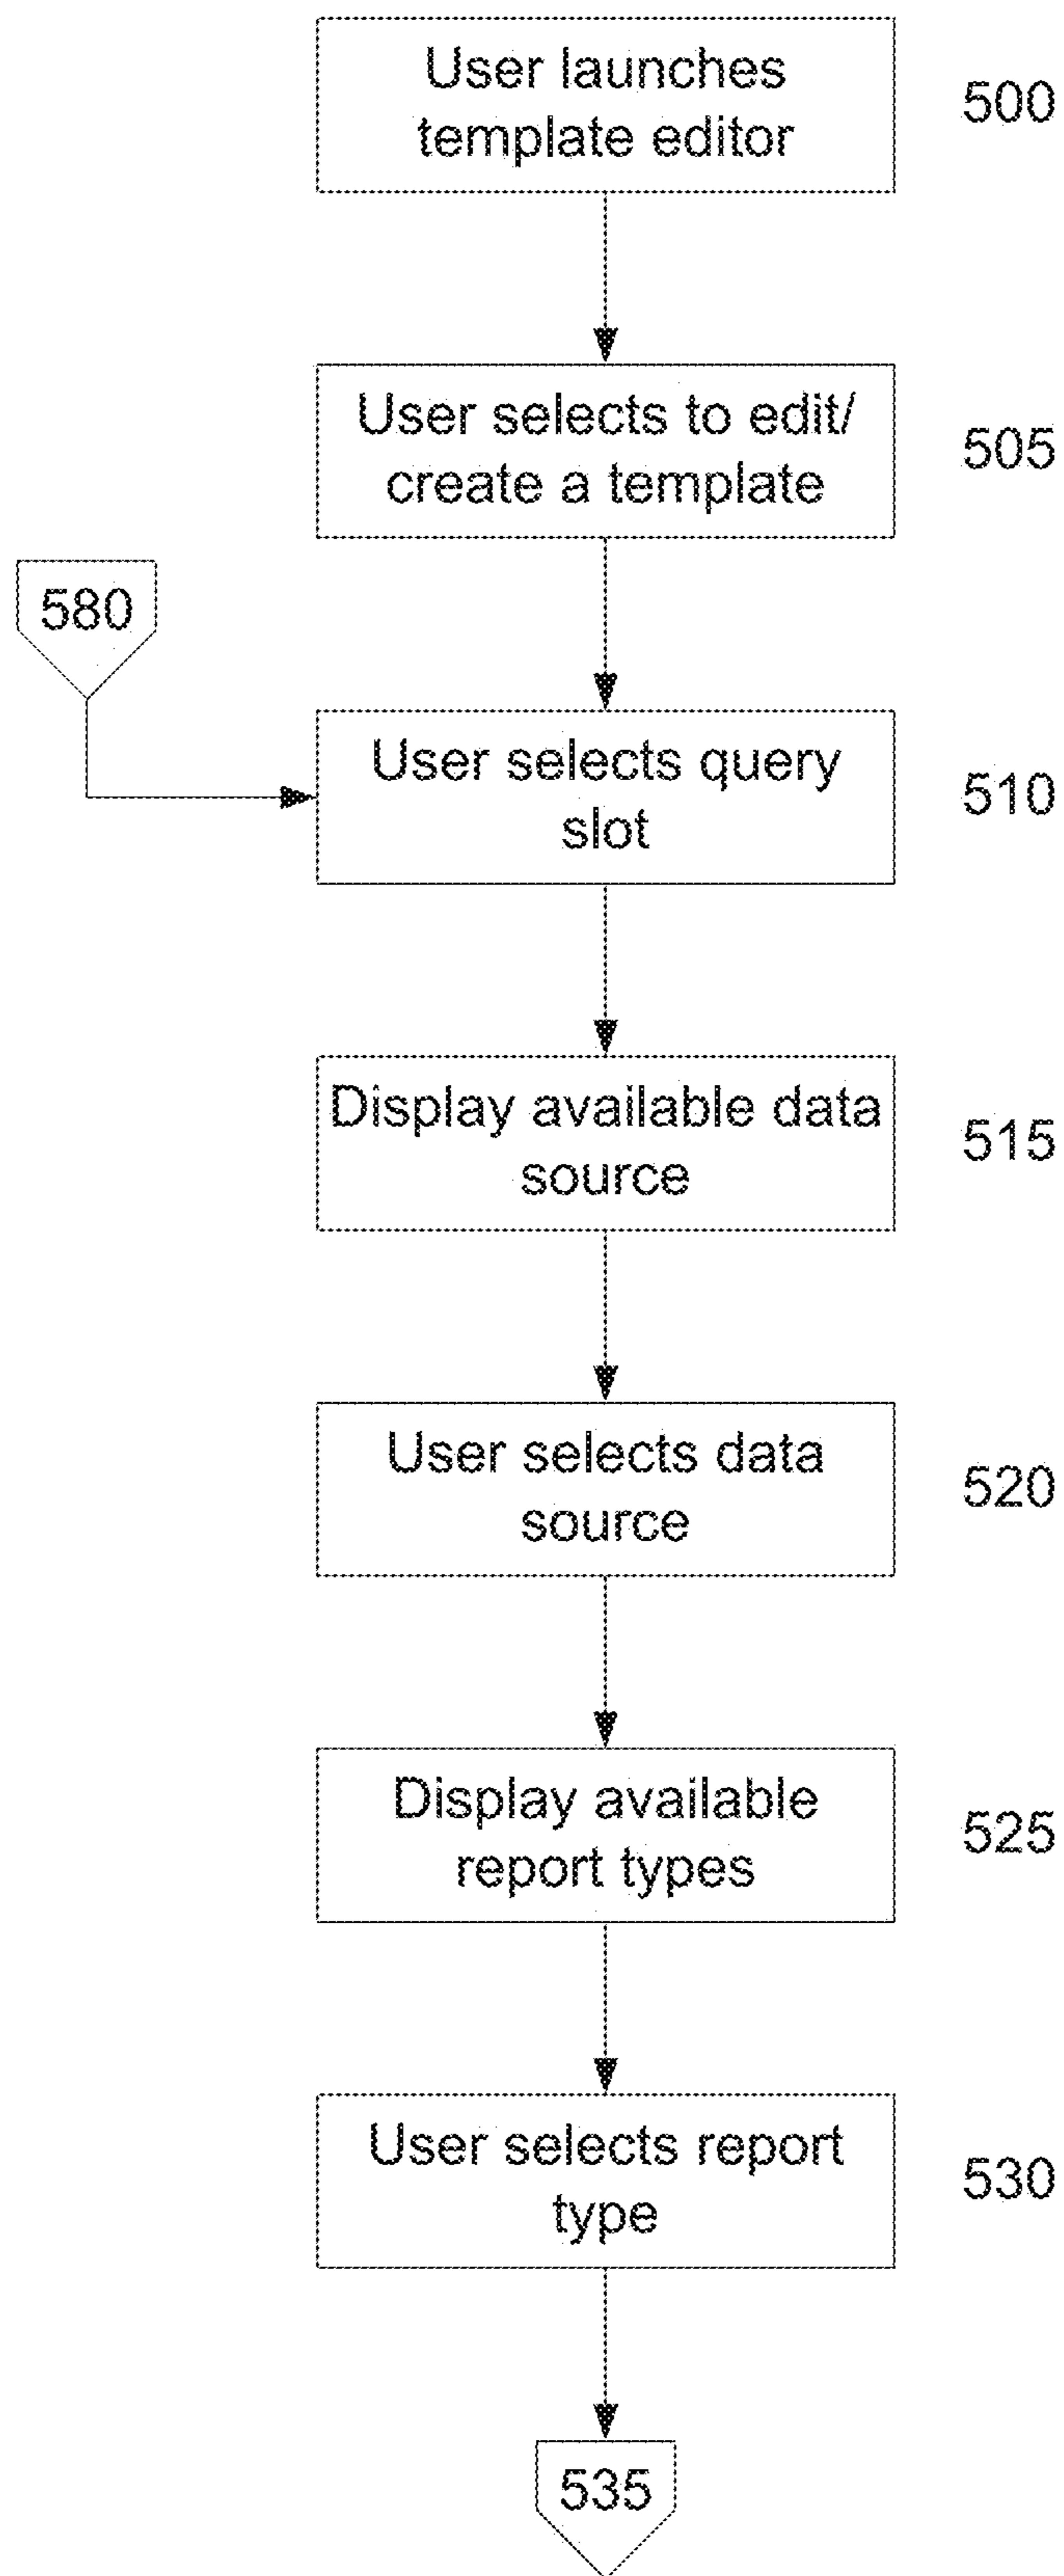 User launches
template editor
500
User selects to edit/
create a template
505
580
User selects query
slot
510
Display available data
source
515
User selects data
source
520
Display available
report types
525
User selects report
type
530
535